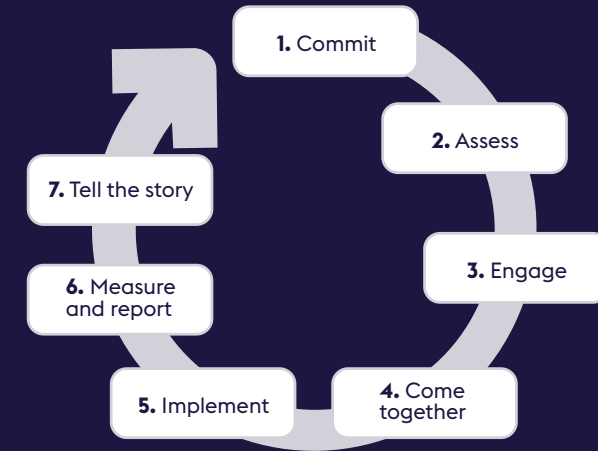 1. Commit
2. Assess
3. Engage
4. Come
together
5. Implement
6. Measure
and report
7. Tell the story